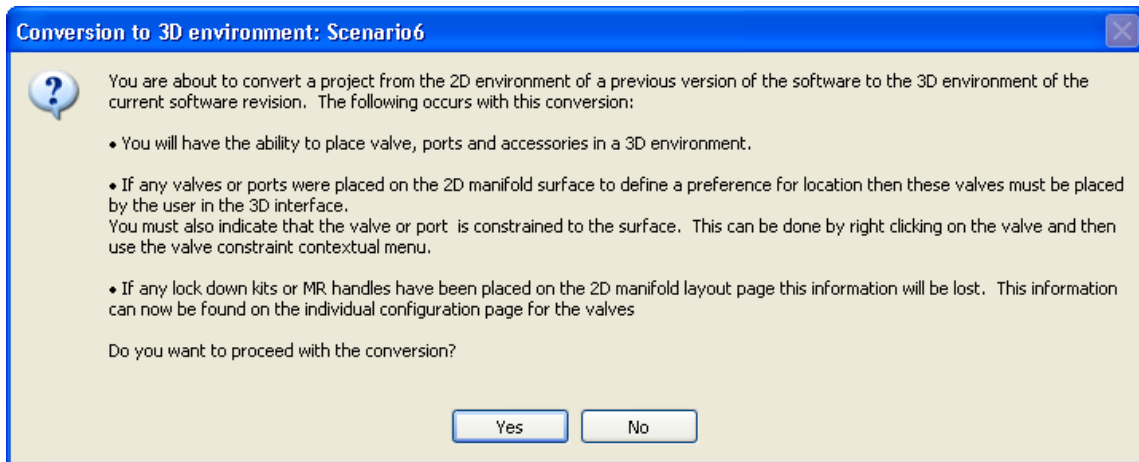 Conversion to 3D environment: Scenario6
You are about to convert a project from the 2D environment of a previous version of the software to the 3D environment of the
current software revision.  The following occurs with this conversion:
• You will have the ability to place valve, ports and accessories in a 3D environment.
• If any valves or ports were placed on the 2D manifold surface to define a preference for location then these valves must be placed
by the user in the 3D interface.
You must also indicate that the valve or port  is constrained to the surface.  This can be done by right clicking on the valve and then
use the valve constraint contextual menu.
• If any lock down kits or MR handles have been placed on the 2D manifold layout page this information will be lost.  This information
can now be found on the individual configuration page for the valves
Do you want to proceed with the conversion?
Yes
No